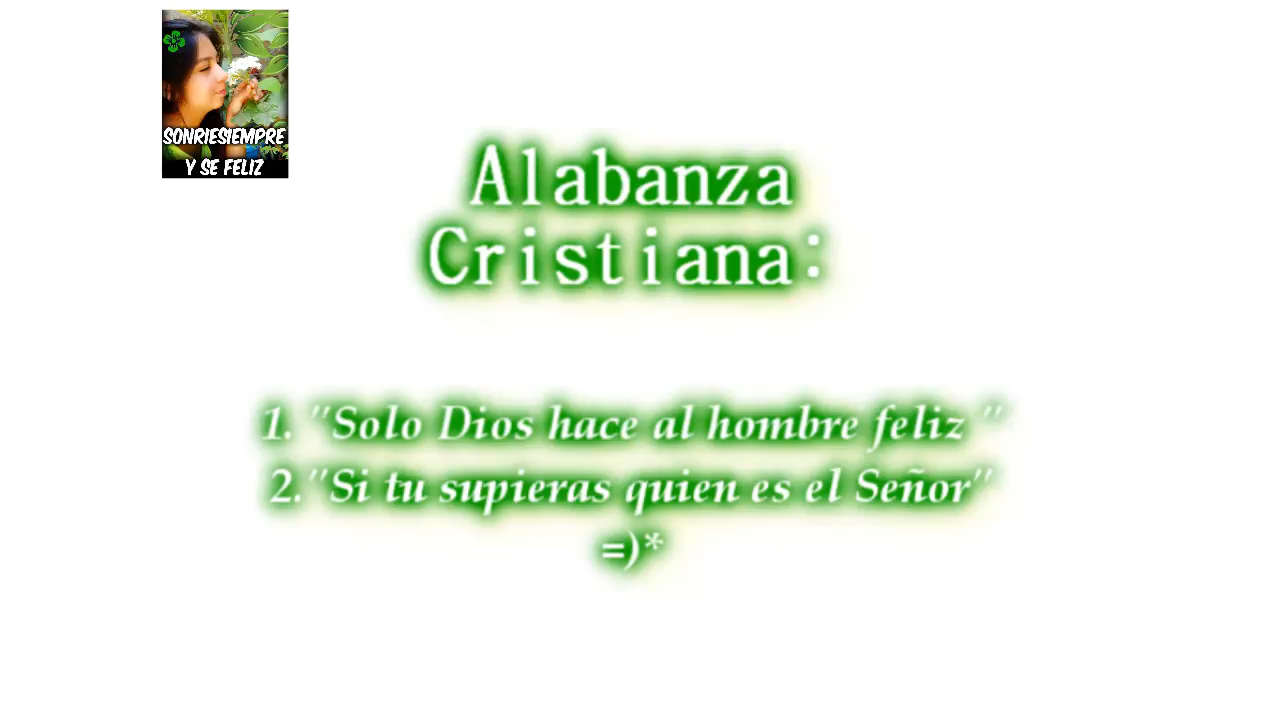 SONRIESIEMPRE
Y SE FELIZ
Alabanza
Cristiana:
1. "Solo Dios hace al hombre feliz "
2."Si tu supieras quien es el Señor"
=)*